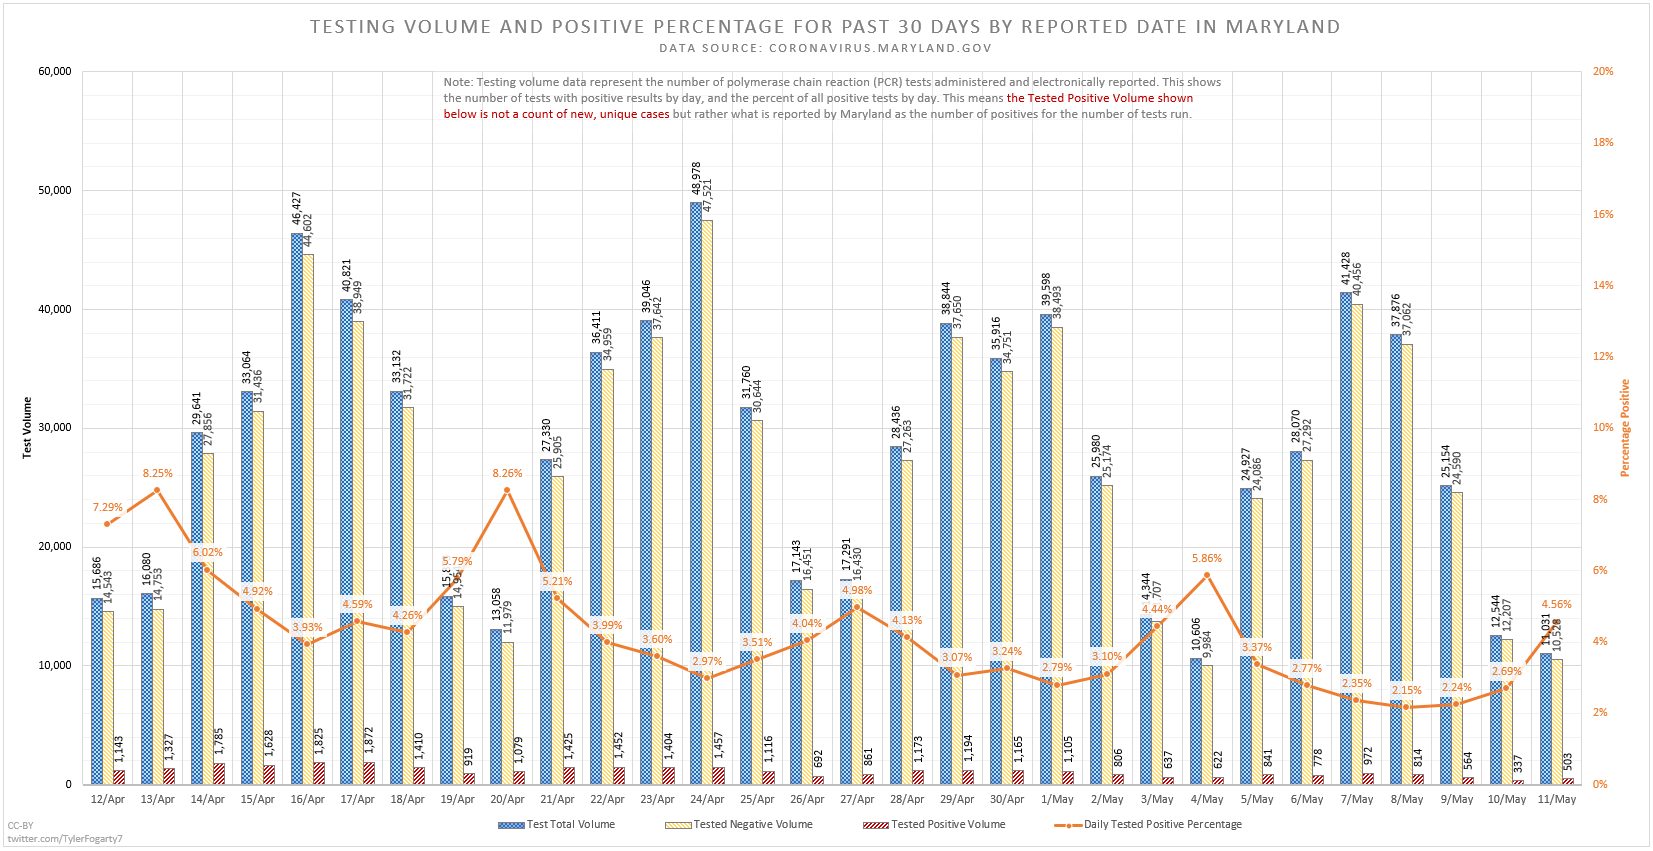 TESTING VOLUME AND POSITIVE PERCENTAGE FOR PAST 30 DAYS BY REPORTED DATE IN MARYLAND
DATA SOURCE: CORONAVIRUS.MARYLAND.GOV
Note: Testing volume data represent the number of polymerase chain reaction (PCR) tests administered and electronically reported. This shows
the number of tests with positive results by day, and the percent of all positive tests by day. This means the Tested Positive Volume shown
below is not a count of new, unique cases but rather what is reported by Maryland as the number of positives for the number of tests run.
Test Volume
60,000
50,000
40,000
30,000
20,000
10,000
0
Percentage Positive
20%
18%
16%
14%
12%
10%
8%
6%
4%
2%
0%
15,686 14,543 7.29% 1,143
16,080 14,753 8.25% 1,327
29,641 27,856 6.02% 1,785
33,064 31,436 4.92% 1,628
46,427 44,602 3.93% 1,825
40,821 38,949 4.59% 1,872
33,132 31,722 4.26% 1,410
5.79% 919
13,058 11,979 8.26% 1,079
27,330 25,905 5.21% 1,425
36,411 34,959 3.99% 1,452
39,046 37,642 3.60% 1,404
48,978 47,521 2.97% 1,457
31,760 30,644 3.51% 1,116
17,143 16,451 4.04% 692
17,291 16,430 4.98% 861
28,436 27,263 4.13% 1,173
38,844 37,650 3.07% 1,194
35,916 34,751 3.24% 1,165
39,598 38,493 2.79% 1,105
25,980 25,174 3.10% 806
4,344 707 4.44% 637
10,606 9,984 5.86% 622
24,927 24,086 3.37% 841
28,070 27,292 2.77% 778
41,428 40,456 2.35% 972
37,876 37,062 2.15% 814
25,154 24,590 2.24% 564
12,544 12,207 2.69% 337
11,031 10,528 4.56% 503
12/Apr 13/Apr 14/Apr 15/Apr 16/Apr 17/Apr 18/Apr 19/Apr 20/Apr 21/Apr 22/Apr 23/Apr 24/Apr 25/Apr 26/Apr 27/Apr 28/Apr 29/Apr 30/Apr 1/May 2/May 3/May 4/May 5/May 6/May 7/May 8/May 9/May 10/May 11/May
Test Total Volume Tested Negative Volume Tested Positive Volume Daily Tested Positive Percentage
CC-BY
twitter.com/TylerFogarty7